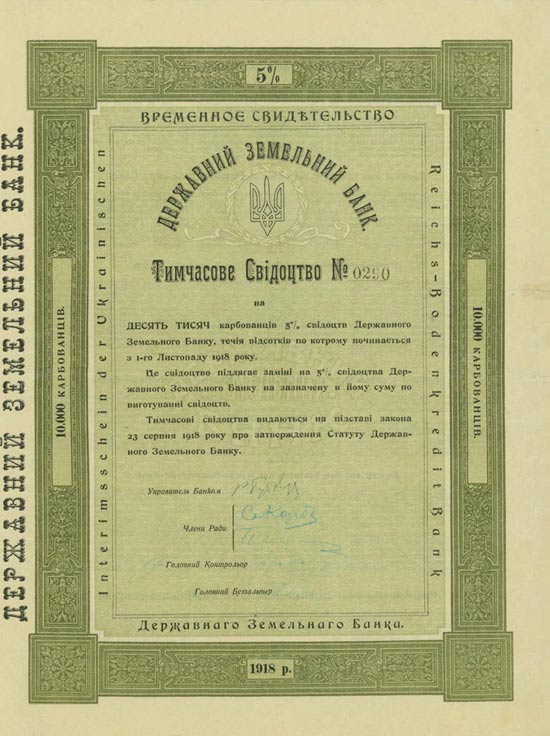 5%
ВРЕМЕННОЕ СВИДѢТЕЛЬСТВО
ДЕРЖАВНИЙ ЗЕМЕЛЬНИЙ БАНК.
Тимчасове Свідоцтво № 0290
на
ДЕСЯТЬ ТИСЯЧ карбованців 5% свідоцтв Державного
Земельного Банку, течія відсотків по котрому починається
з 1-го Листопаду 1918 року.
Це свідоцтво підлягає заміні на 5% свідоцтва Дер-
жавного Земельного Банку на зазначену в йому суму по
виготуванні свідоцтв.
Тимчасові свідоцтва видаються на підставі закона
23 серпня 1918 року про затвердження Статуту Держав-
ного Земельного Банку.
Управитель Банком
Члени Ради
Головний Контрольор
Головний Бухгальтер
Державнаго Земельнаго Банка.
1918 р.
ДЕРЖАВНИЙ ЗЕМЕЛЬНИЙ БАНК.
10.000 КАРБОВАНЦІВ.
Interimsschein der Ukrainischen
Reichs-Bodenkredit Bank
10.000 КАРБОВАНЦІВ.